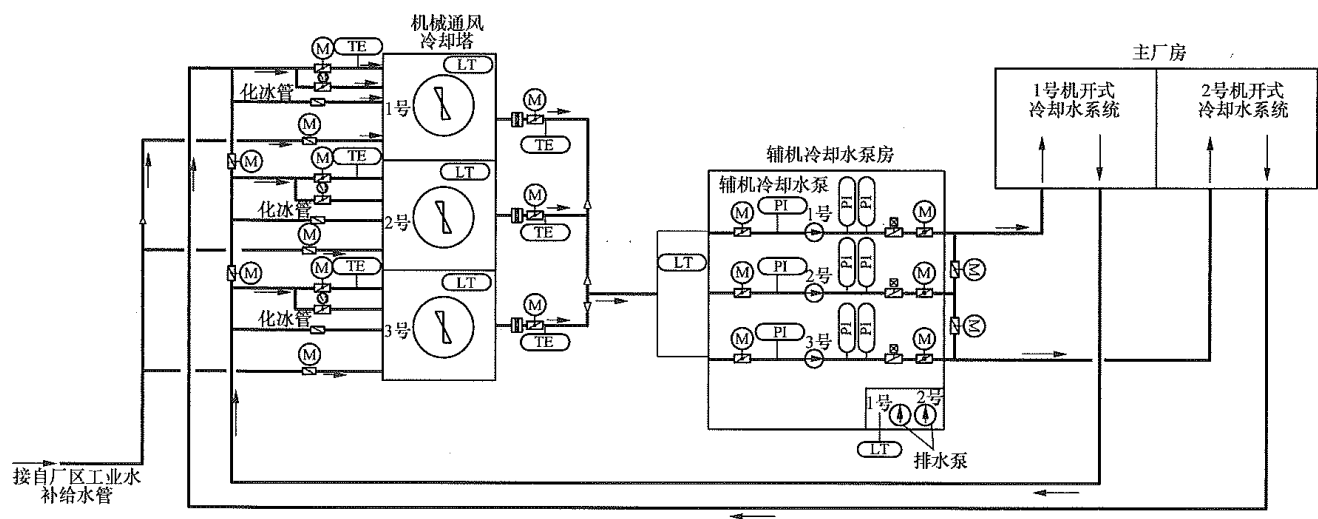 机械通风
冷却塔
M
TE
LT
化冰管
1号
M
M
TE
M
M
TE
LT
化冰管
2号
M
M
TE
M
M
TE
LT
化冰管
3号
M
M
TE
M
接自厂区工业水
补给水管
辅机冷却水泵房
辅机冷却水泵
LT
M
PI
1号
PI
PI
M
M
M
PI
2号
PI
PI
M
M
M
PI
3号
PI
PI
M
1号
2号
LT
排水泵
主厂房
1号机开式
冷却水系统
2号机开式
冷却水系统